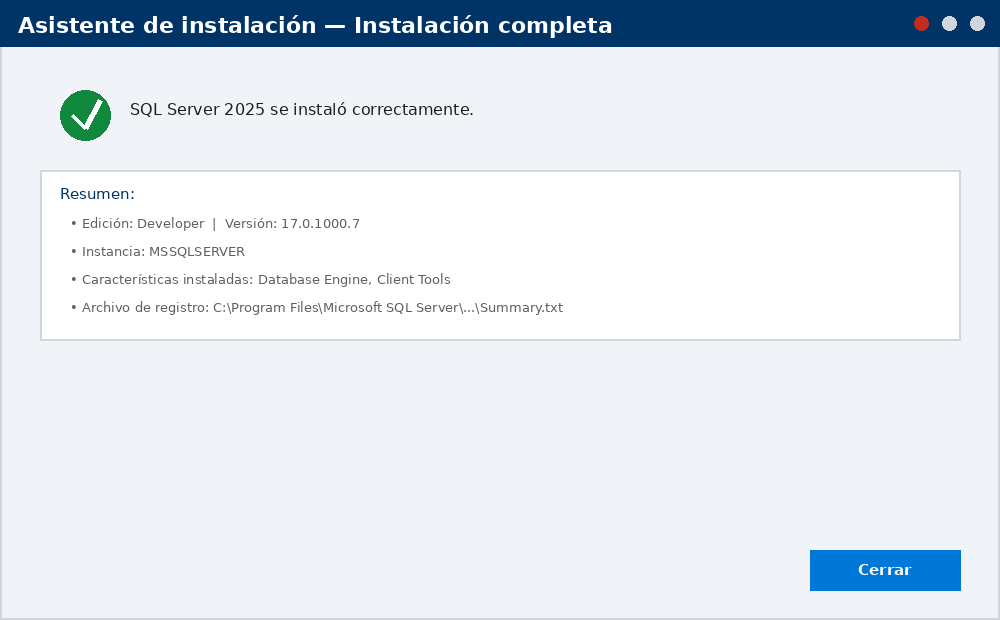 Asistente de instalación — Instalación completa
SQL Server 2025 se instaló correctamente.
Resumen:
• Edición: Developer | Versión: 17.0.1000.7
• Instancia: MSSQLSERVER
• Características instaladas: Database Engine, Client Tools
• Archivo de registro: C:\Program Files\Microsoft SQL Server\...\Summary.txt
Cerrar